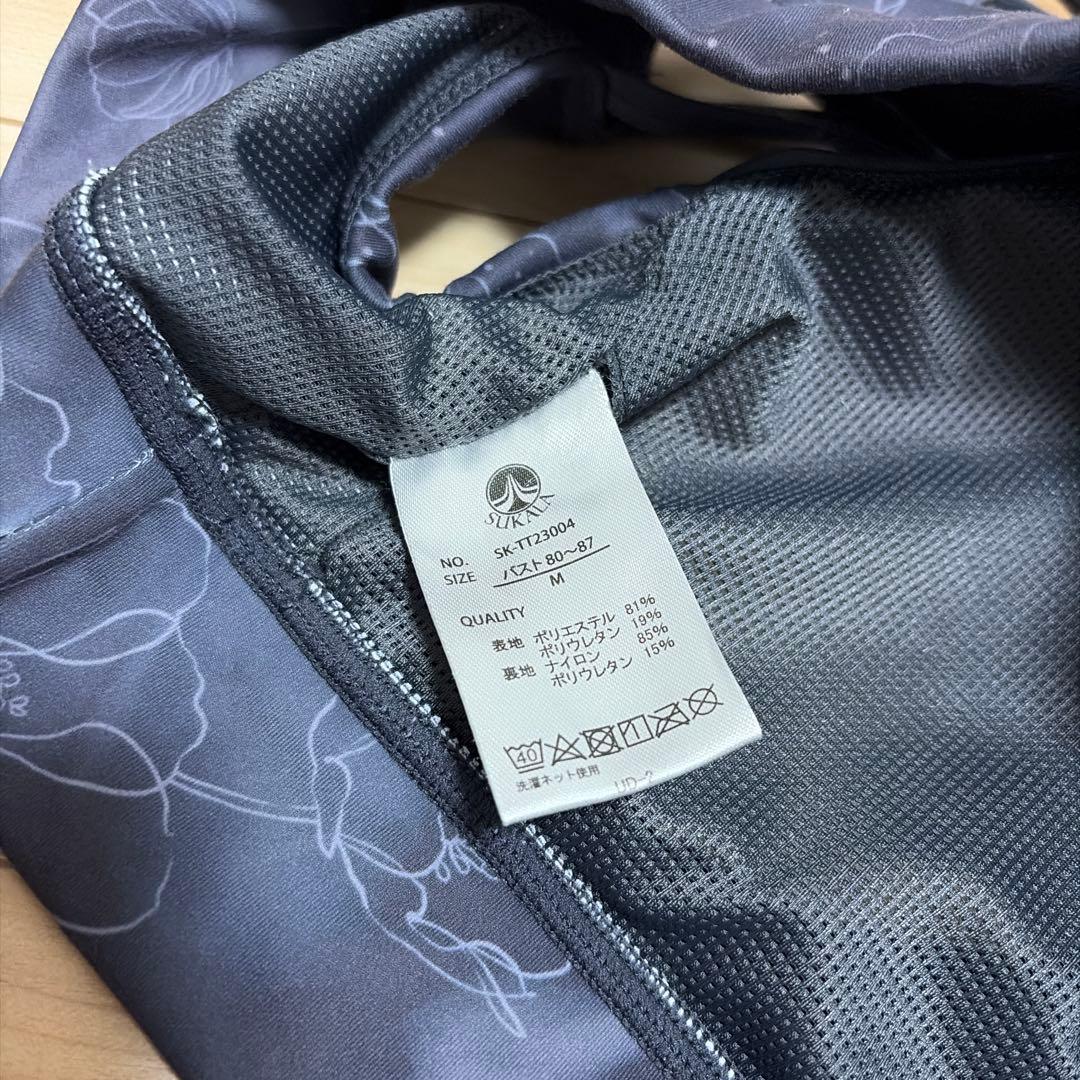 SUKALA
NO. SK-TT23004
SIZE バスト80〜87
M
QUALITY
表地 ポリエステル 81%
ポリウレタン 19%
裏地 ナイロン 85%
ポリウレタン 15%
40
洗濯ネット使用
UD-2